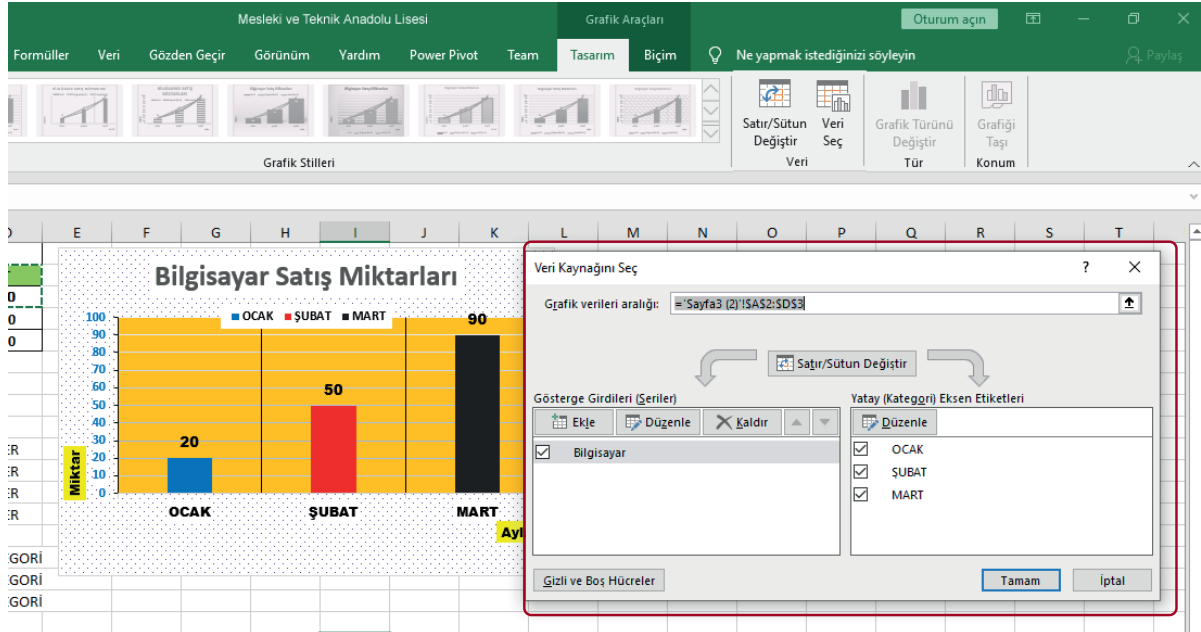 Mesleki ve Teknik Anadolu Lisesi
Grafik Araçları
Oturum açın
Formüller Veri Gözden Geçir Görünüm Yardım Power Pivot Team Tasarım Biçim Ne yapmak istediğinizi söyleyin Paylaş
Satır/Sütun Değiştir
Veri Seç
Grafik Türünü Değiştir
Grafiği Taşı
Grafik Stilleri Veri Tür Konum
E F G H I J K L M N O P Q R S T
0
0
0
ER
ER
ER
ER
GORİ
GORİ
GORİ
Bilgisayar Satış Miktarları
OCAK ŞUBAT MART
100
90
80
70
60
50
40
30
20
10
0
20
50
90
Miktar
OCAK ŞUBAT MART
Veri Kaynağını Seç ?
Grafik verileri aralığı: ='Sayfa3 (2)'!$A$2:$D$3
Satır/Sütun Değiştir
Gösterge Girdileri (Seriler)
Ekle Düzenle Kaldır
Bilgisayar
Yatay (Kategori) Eksen Etiketleri
Düzenle
OCAK
ŞUBAT
MART
Gizli ve Boş Hücreler
Tamam İptal